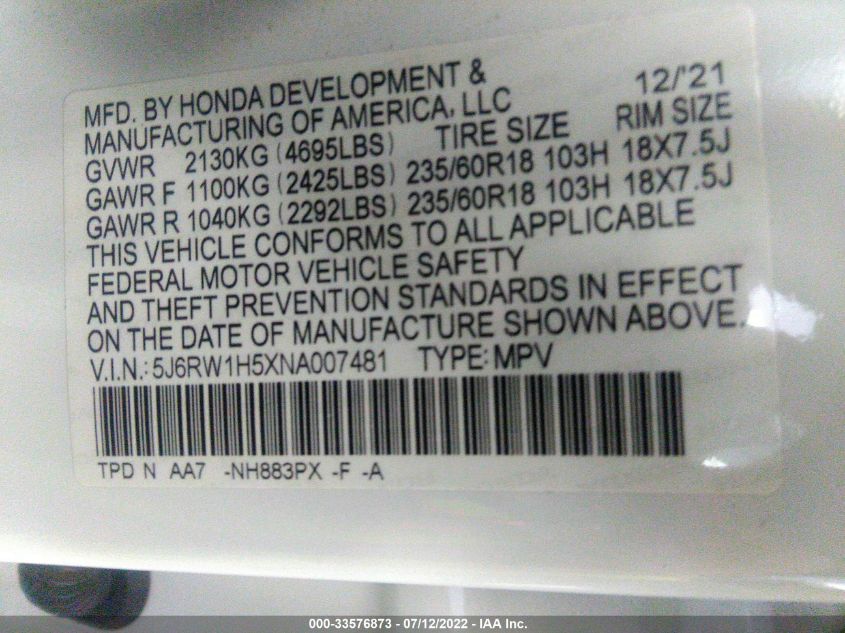 MFD. BY HONDA DEVELOPMENT & 12/'21
MANUFACTURING OF AMERICA, LLC
GVWR 2130KG (4695LBS) TIRE SIZE RIM SIZE
GAWR F 1100KG (2425LBS) 235/60R18 103H 18X7.5J
GAWR R 1040KG (2292LBS) 235/60R18 103H 18X7.5J
THIS VEHICLE CONFORMS TO ALL APPLICABLE
FEDERAL MOTOR VEHICLE SAFETY
AND THEFT PREVENTION STANDARDS IN EFFECT
ON THE DATE OF MANUFACTURE SHOWN ABOVE.
V.I.N.: 5J6RW1H5XNA007481 TYPE: MPV
TPD N AA7 -NH883PX -F -A
000-33576873 - 07/12/2022 - IAA Inc.